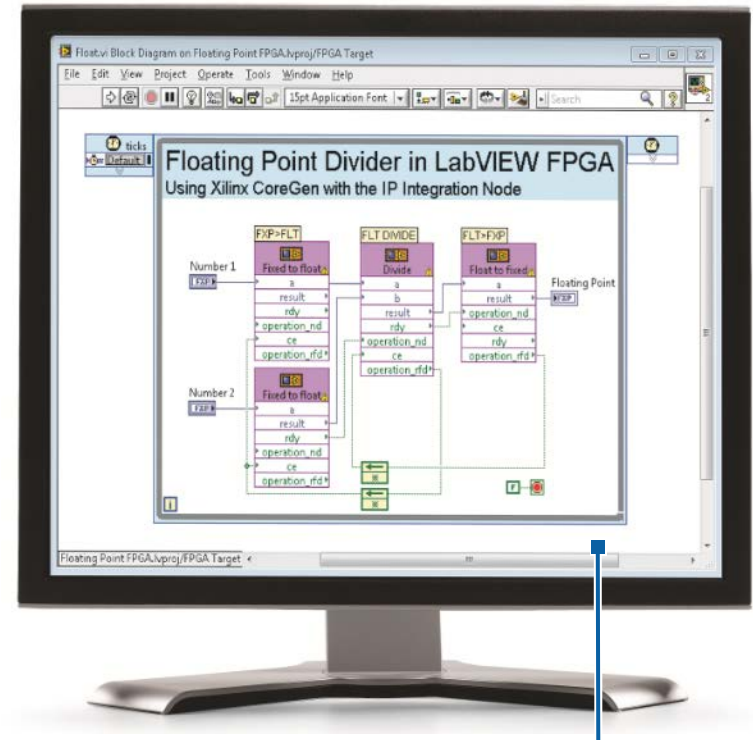 Float.vi Block Diagram on Floating Point FPGA.lvproj/FPGA Target
File Edit View Project Operate Tools Window Help
15pt Application Font
Search
2
ticks
Default
Floating Point Divider in LabVIEW FPGA
Using Xilinx CoreGen with the IP Integration Node
FXP>FLT
FLT DIVIDE
FLT>FXP
Number 1
FXP
Fixed to float
a
result
rdy
operation_nd
ce
operation_rfd
Divide
a
b
result
rdy
operation_nd
ce
operation_rfd
Float to fixed
a
result
operation_nd
ce
rdy
operation_rfd
Floating Point
FXP
Number 2
FXP
Fixed to float
a
result
rdy
operation_nd
ce
operation_rfd
F
i
Floating Point FPGA.lvproj/FPGA Target